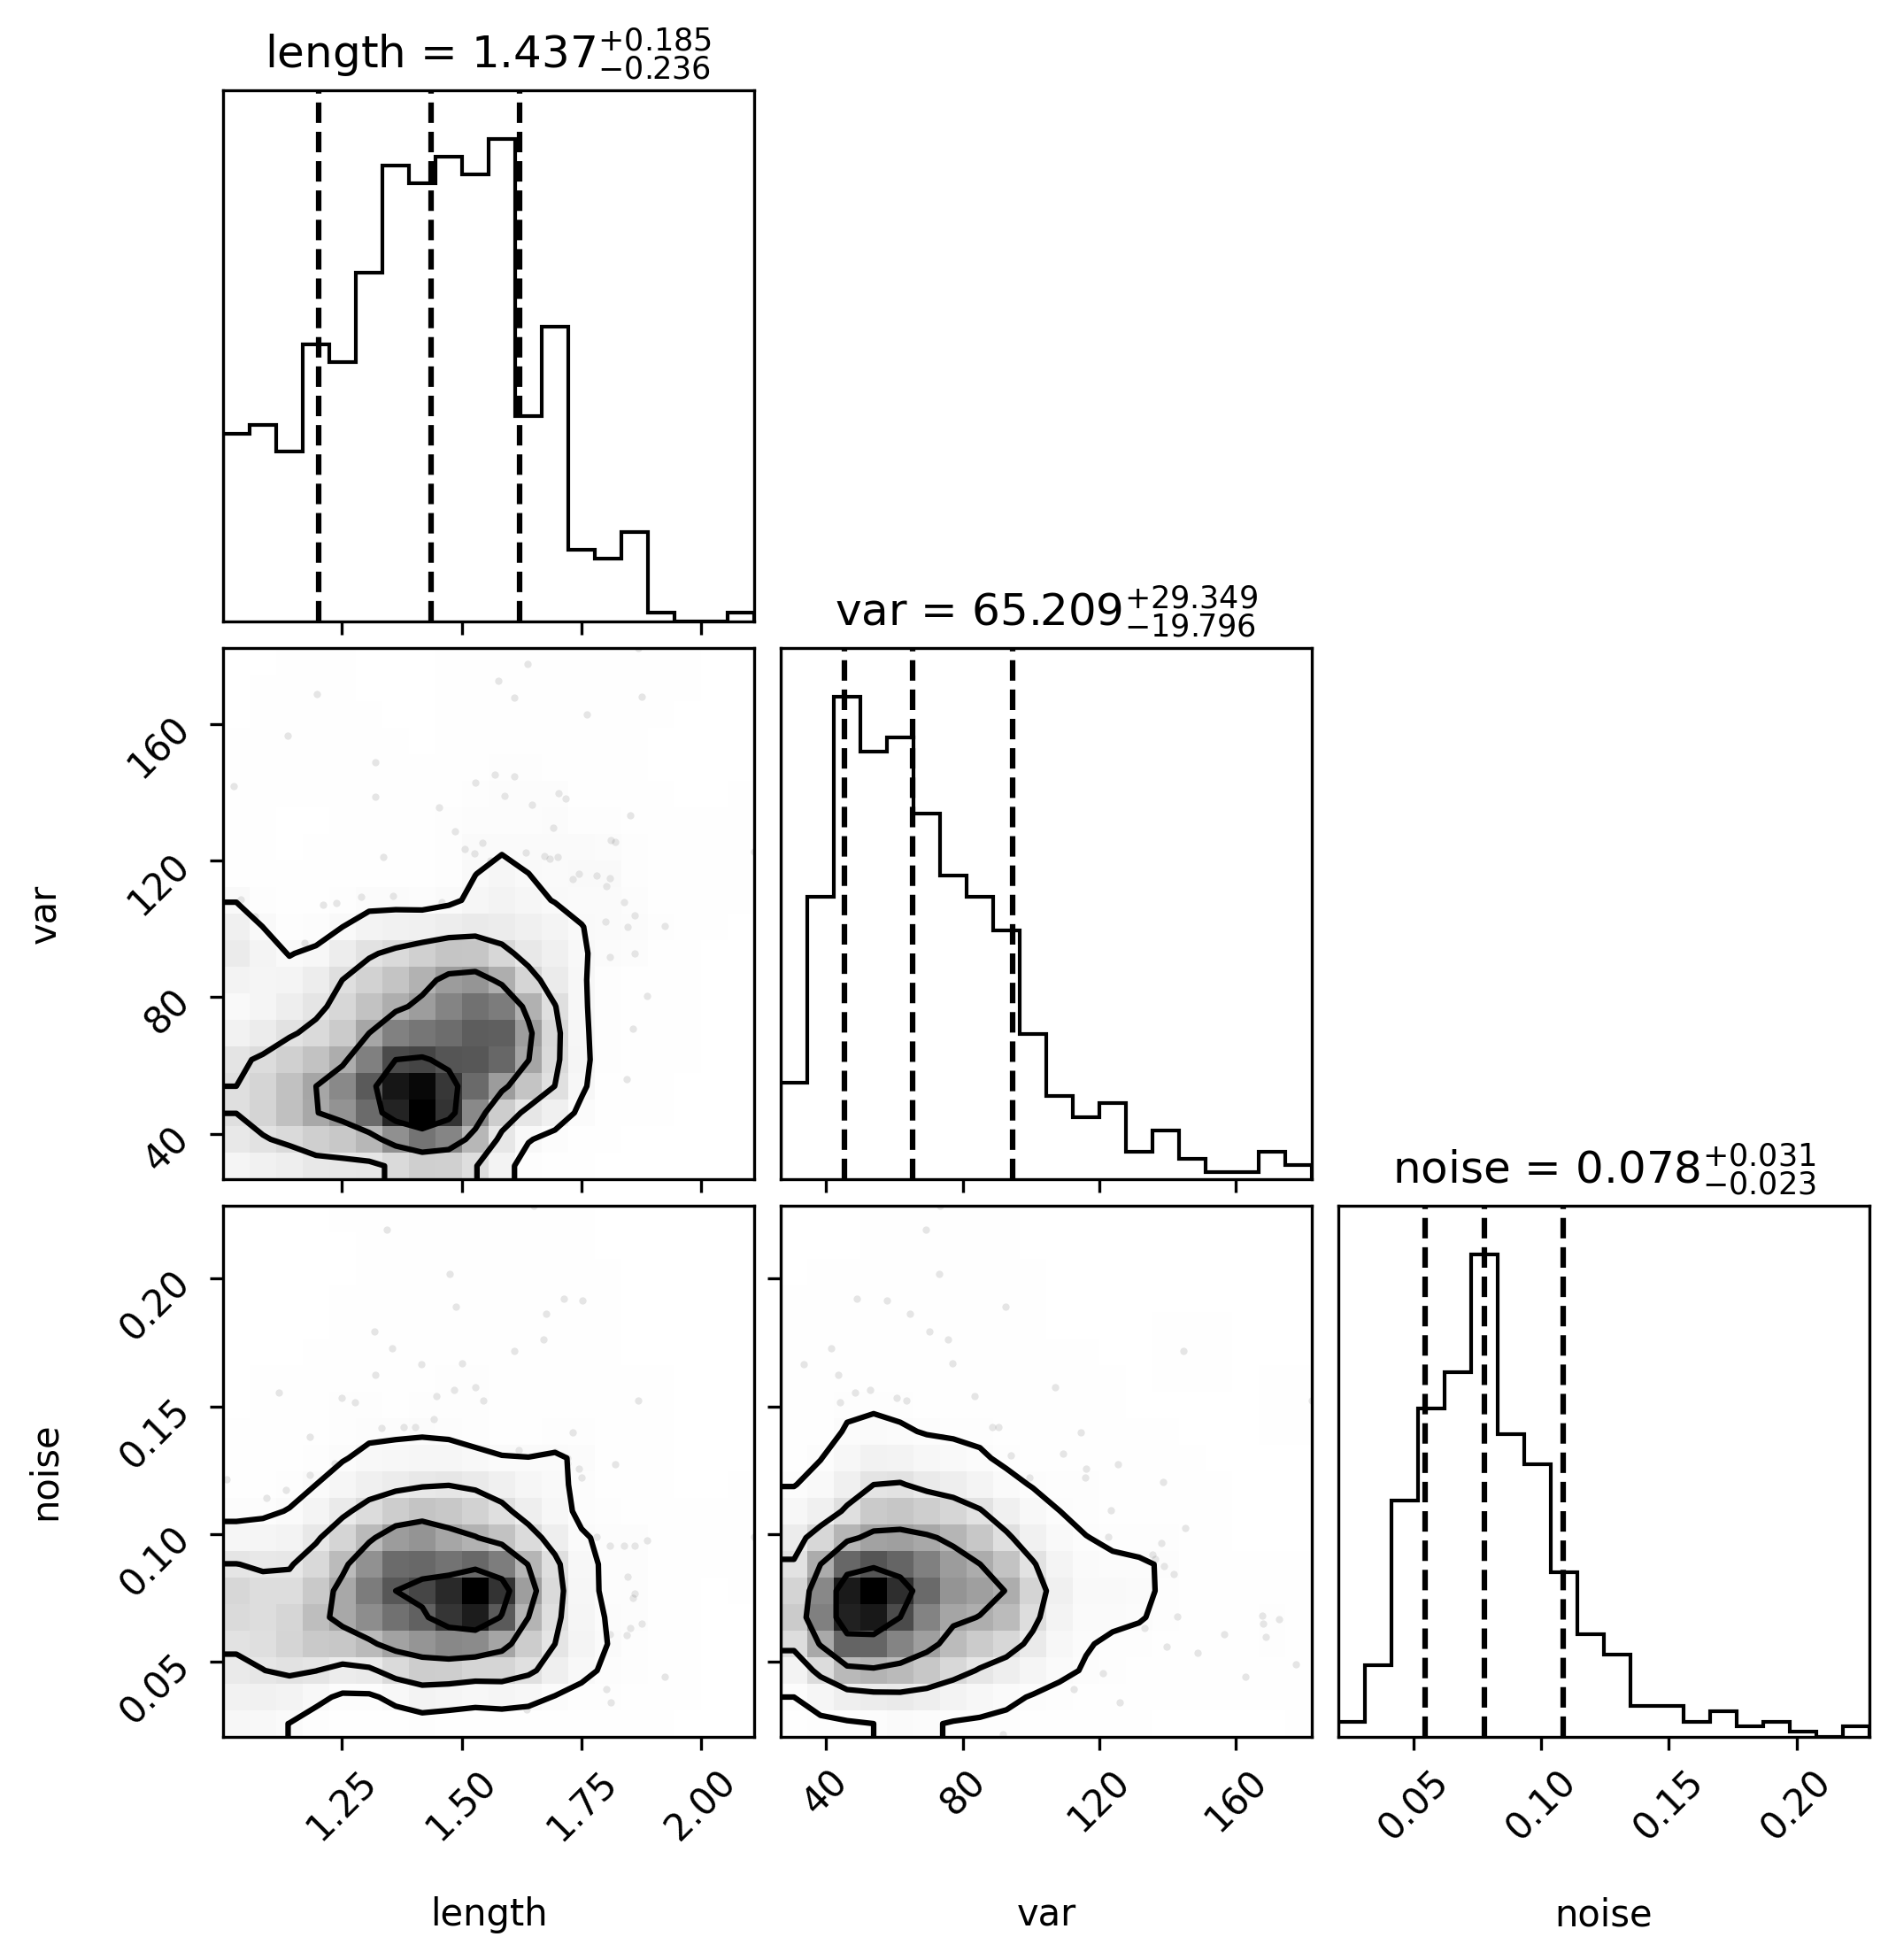 length = 1.437+0.185−0.236
var = 65.209+29.349−19.796
160
120
80
40
var
noise = 0.078+0.031−0.023
0.20
0.15
0.10
0.05
noise
1.25 1.50 1.75 2.00 40 80 120 160 0.05 0.10 0.15 0.20
length var noise